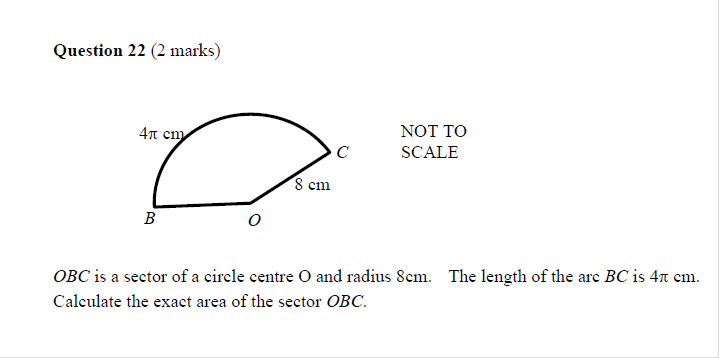 Question 22 (2 marks)
4π cm
NOT TO
SCALE
C
8 cm
B
O
OBC is a sector of a circle centre O and radius 8cm. The length of the arc BC is 4π cm.
Calculate the exact area of the sector OBC.